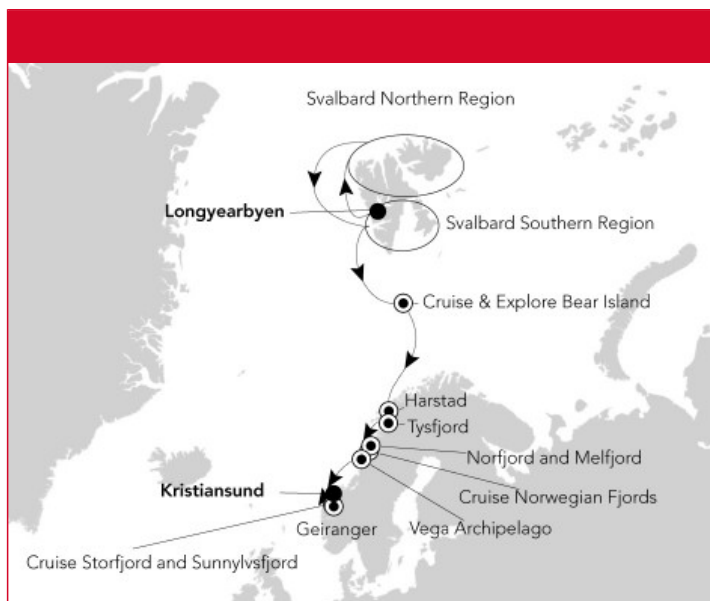 Svalbard Northern Region
Longyearbyen
Svalbard Southern Region
Cruise & Explore Bear Island
Harstad
Tysfjord
Norfjord and Melfjord
Kristiansund
Cruise Norwegian Fjords
Geiranger
Vega Archipelago
Cruise Storfjord and Sunnylvsfjord